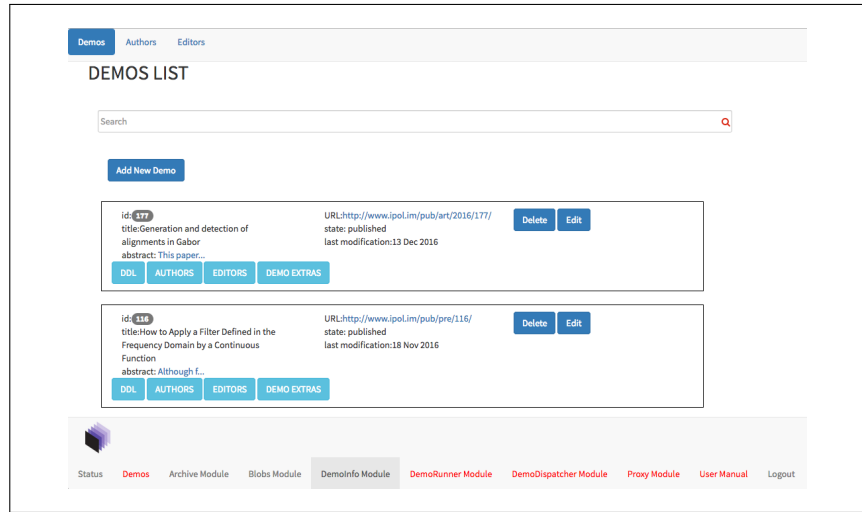 Demos Authors Editors
DEMOS LIST
Search
Add New Demo
id:177 URL:http://www.ipol.im/pub/art/2016/177/ Delete Edit
title:Generation and detection of state: published
alignments in Gabor last modification:13 Dec 2016
abstract: This paper...
DDL AUTHORS EDITORS DEMO EXTRAS
id:116 URL:http://www.ipol.im/pub/pre/116/ Delete Edit
title:How to Apply a Filter Defined in the state: published
Frequency Domain by a Continuous last modification:18 Nov 2016
Function
abstract: Although f...
DDL AUTHORS EDITORS DEMO EXTRAS
Status Demos Archive Module Blobs Module DemoInfo Module DemoRunner Module DemoDispatcher Module Proxy Module User Manual Logout